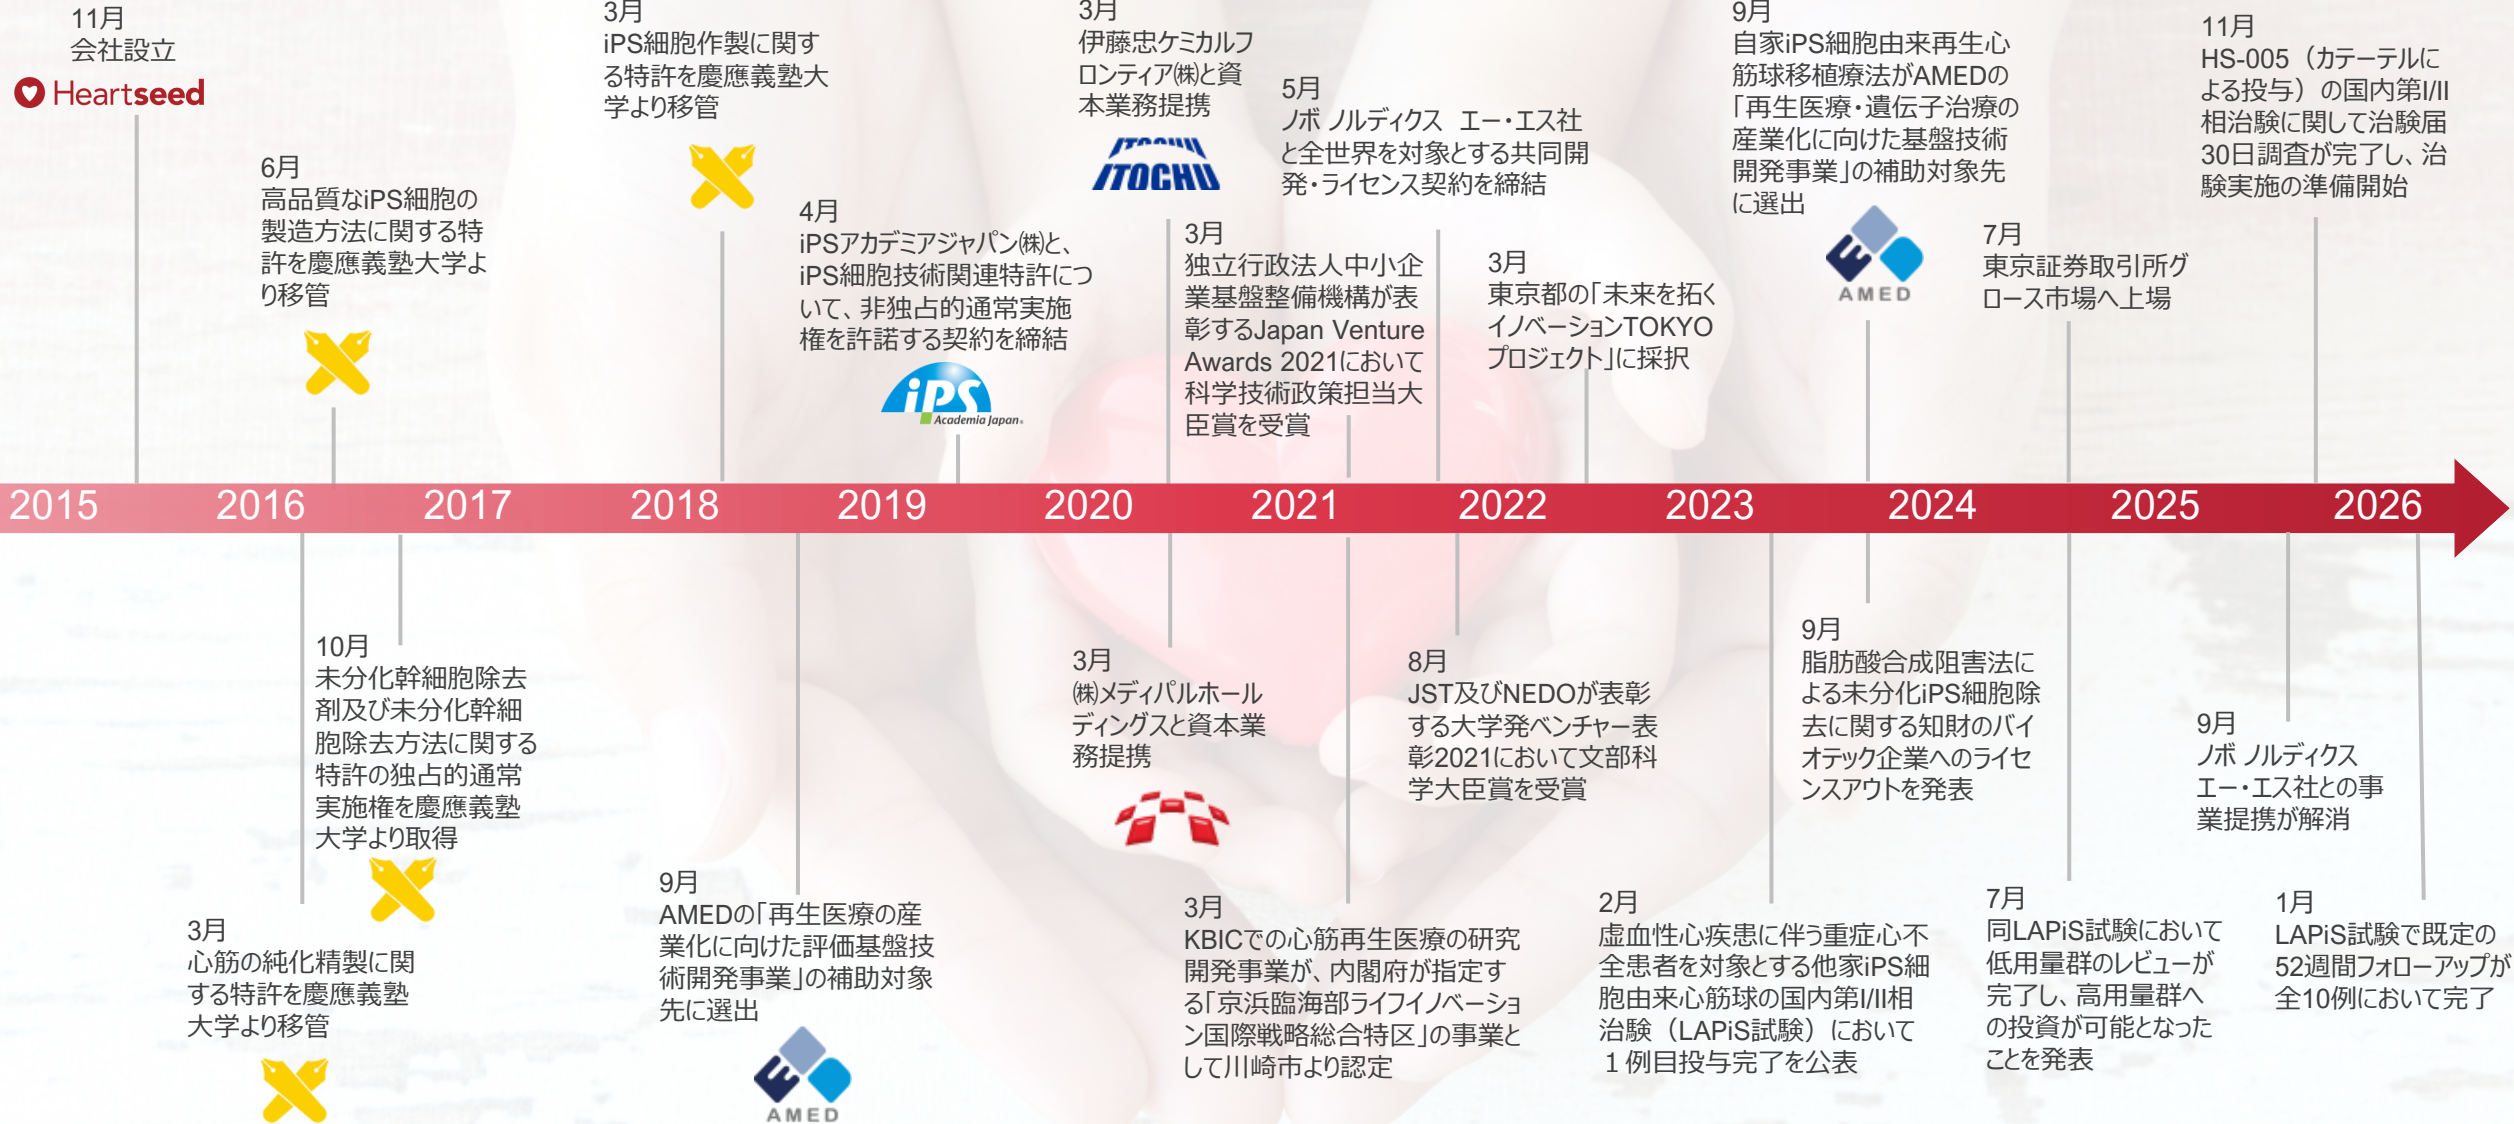 11月
会社設立
Heartseed
6月
高品質なiPS細胞の
製造方法に関する特
許を慶應義塾大学よ
り移管
3月
iPS細胞作製に関す
る特許を慶應義塾大
学より移管
4月
iPSアカデミアジャパン㈱と、
iPS細胞技術関連特許につ
いて、非独占的通常実施
権を許諾する契約を締結
iPS
Academia Japan
3月
伊藤忠ケミカルフ
ロンティア㈱と資
本業務提携
ITOCHU
ITOCHU
3月
独立行政法人中小企
業基盤整備機構が表
彰するJapan Venture
Awards 2021において
科学技術政策担当大
臣賞を受賞
5月
ノボ ノルディクス エー・エス社
と全世界を対象とする共同開
発・ライセンス契約を締結
3月
東京都の「未来を拓く
イノベーションTOKYO
プロジェクト」に採択
9月
自家iPS細胞由来再生心
筋球移植療法がAMEDの
「再生医療・遺伝子治療の
産業化に向けた基盤技術
開発事業」の補助対象先
に選出
AMED
7月
東京証券取引所グ
ロース市場へ上場
11月
HS-005（カテーテルに
よる投与）の国内第I/II
相治験に関して治験届
30日調査が完了し、治
験実施の準備開始
2015 2016 2017 2018 2019 2020 2021 2022 2023 2024 2025 2026
3月
心筋の純化精製に関
する特許を慶應義塾
大学より移管
10月
未分化幹細胞除去
剤及び未分化幹細
胞除去方法に関する
特許の独占的通常
実施権を慶應義塾
大学より取得
9月
AMEDの「再生医療の産
業化に向けた評価基盤技
術開発事業」の補助対象
先に選出
AMED
3月
㈱メディパルホール
ディングスと資本業
務提携
3月
KBICでの心筋再生医療の研究
開発事業が、内閣府が指定す
る「京浜臨海部ライフイノベーショ
ン国際戦略総合特区」の事業と
して川崎市より認定
8月
JST及びNEDOが表彰
する大学発ベンチャー表
彰2021において文部科
学大臣賞を受賞
2月
虚血性心疾患に伴う重症心不
全患者を対象とする他家iPS細
胞由来心筋球の国内第I/II相
治験（LAPiS試験）において
１例目投与完了を公表
9月
脂肪酸合成阻害法に
よる未分化iPS細胞除
去に関する知財のバイ
オテック企業へのライセ
ンスアウトを発表
7月
同LAPiS試験において
低用量群のレビューが
完了し、高用量群へ
の投資が可能となった
ことを発表
9月
ノボ ノルディクス
エー・エス社との事
業提携が解消
1月
LAPiS試験で既定の
52週間フォローアップが
全10例において完了